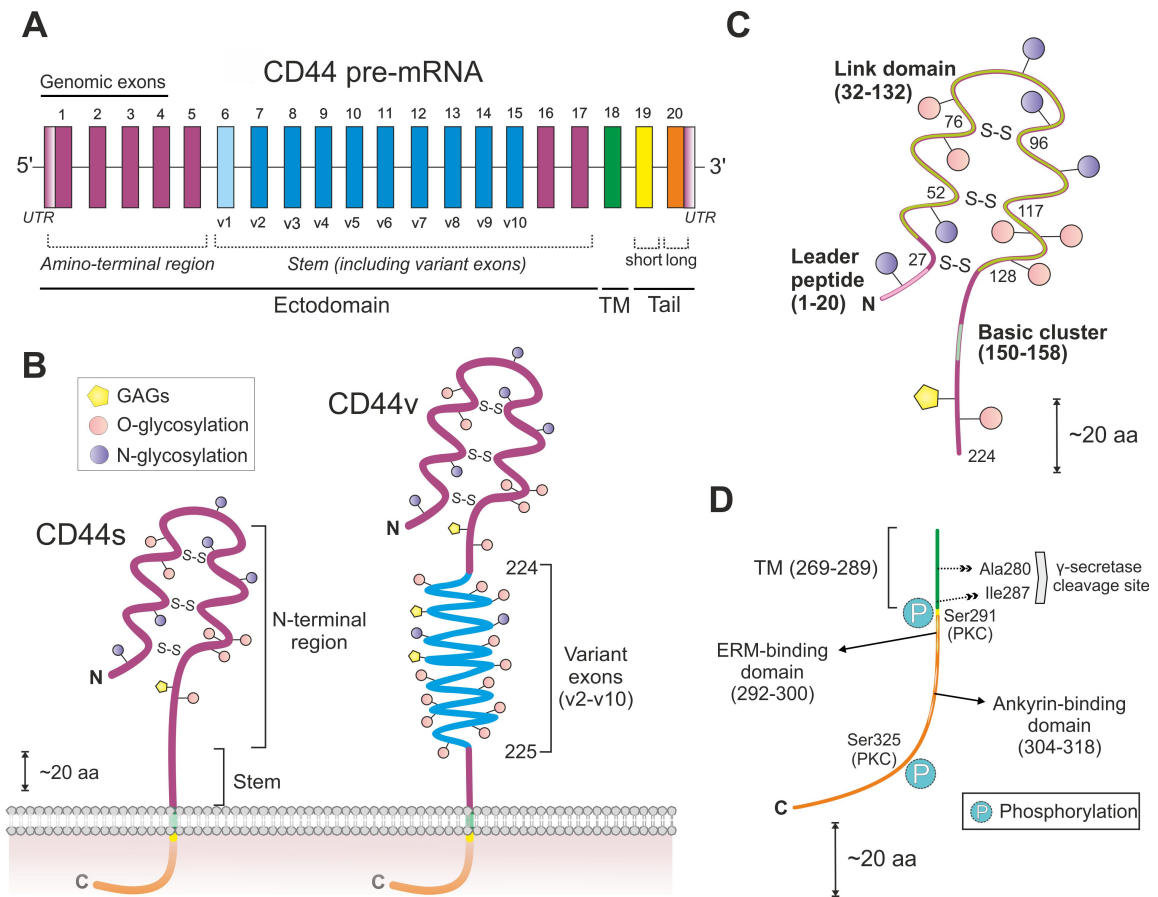 A
CD44 pre-mRNA
Genomic exons
1 2 3 4 5 6 7 8 9 10 11 12 13 14 15 16 17 18 19 20
5' 3'
UTR v1 v2 v3 v4 v5 v6 v7 v8 v9 v10 UTR
Amino-terminal region Stem (including variant exons) short long
Ectodomain TM Tail
B
GAGs
O-glycosylation
N-glycosylation
CD44s
S-S
S-S
S-S
N
N-terminal
region
Stem
~20 aa
C
CD44v
S-S
S-S
S-S
N
224
Variant
exons
(v2-v10)
225
C
C
Link domain
(32-132)
76
S-S
96
52
S-S
117
27
S-S
128
Leader
peptide
(1-20)
N
Basic cluster
(150-158)
224
~20 aa
D
TM (269-289)
Ala280
Ile287
γ-secretase
cleavage site
P
Ser291
(PKC)
ERM-binding
domain
(292-300)
Ankyrin-binding
domain
(304-318)
Ser325
(PKC)
P
C
P Phosphorylation
~20 aa